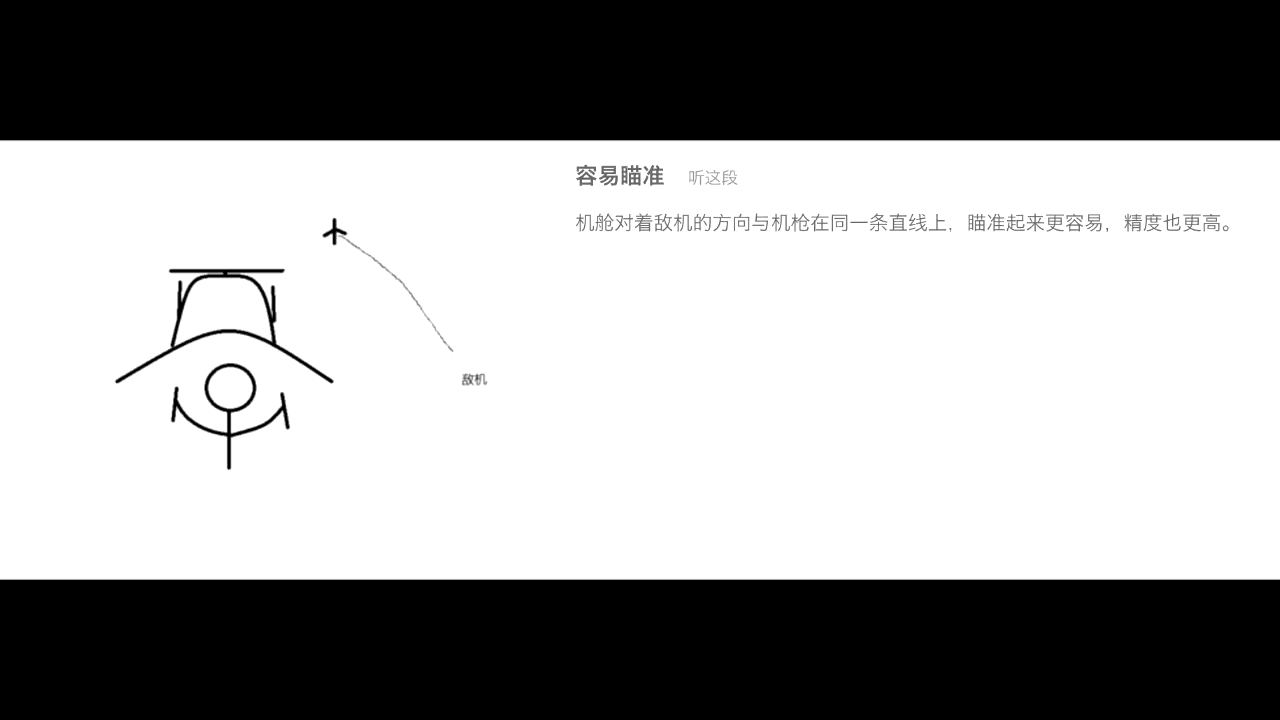 容易瞄准 听这段
机舱对着敌机的方向与机枪在同一条直线上，瞄准起来更容易，精度也更高。
敌机